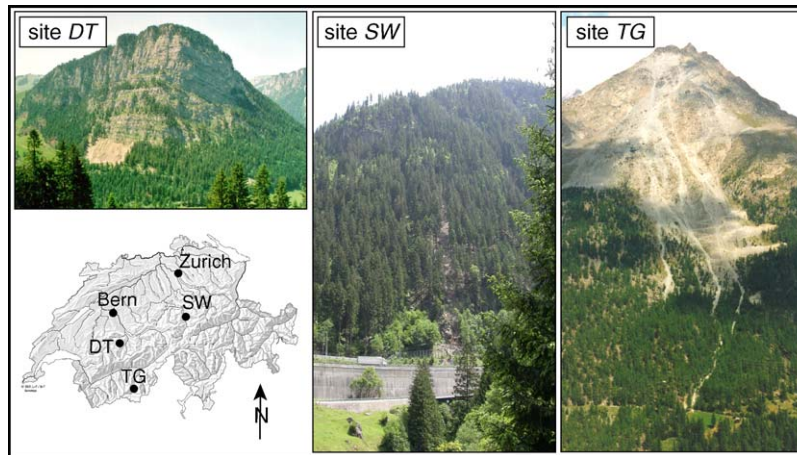 site DT
site SW
site TG
Zurich
Bern
SW
DT
TG
N